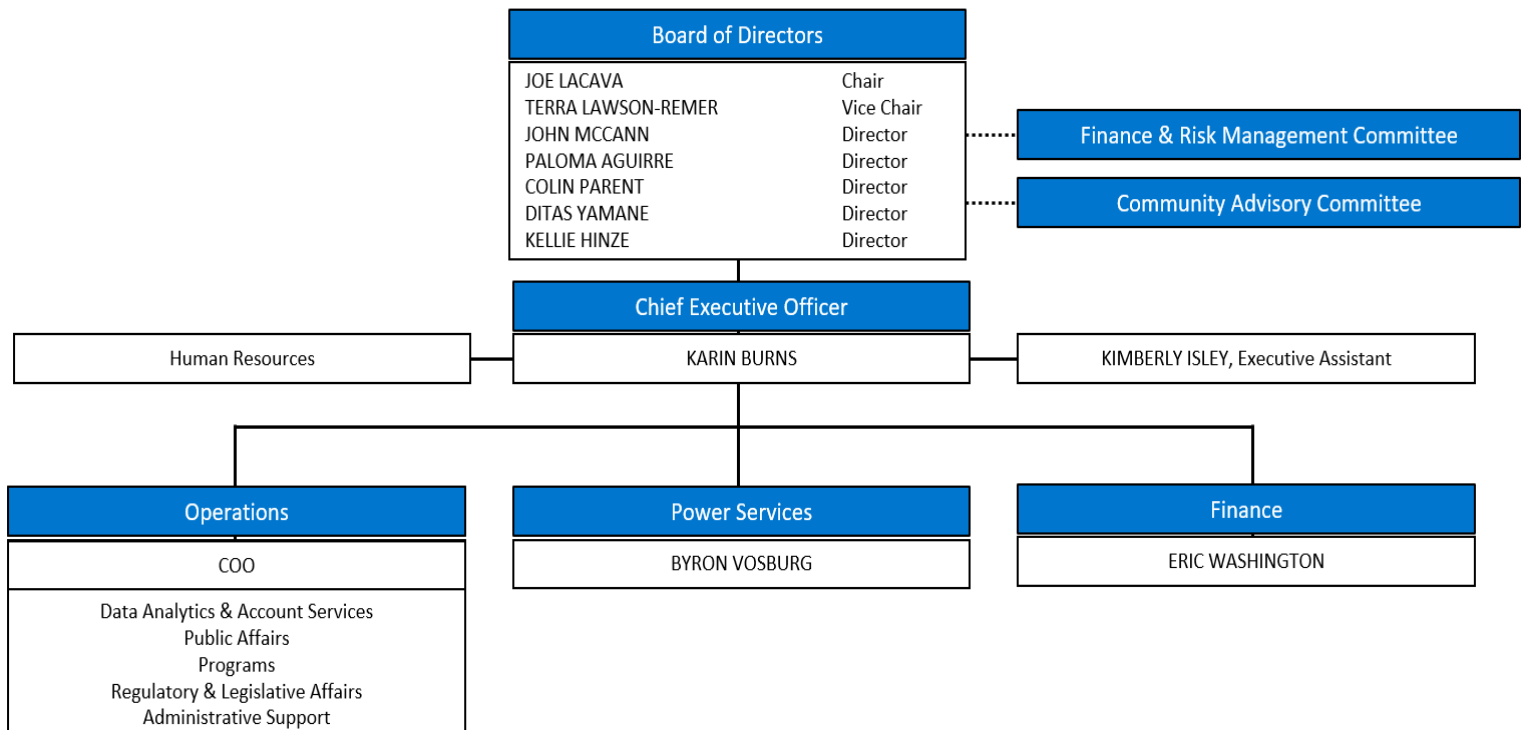 Board of Directors
JOE LACAVA Chair
TERRA LAWSON-REMER Vice Chair
JOHN MCCANN Director
PALOMA AGUIRRE Director
COLIN PARENT Director
DITAS YAMANE Director
KELLIE HINZE Director
Finance & Risk Management Committee
Community Advisory Committee
Chief Executive Officer
Human Resources
KARIN BURNS
KIMBERLY ISLEY, Executive Assistant
Operations
COO
Data Analytics & Account Services
Public Affairs
Programs
Regulatory & Legislative Affairs
Administrative Support
Power Services
BYRON VOSBURG
Finance
ERIC WASHINGTON